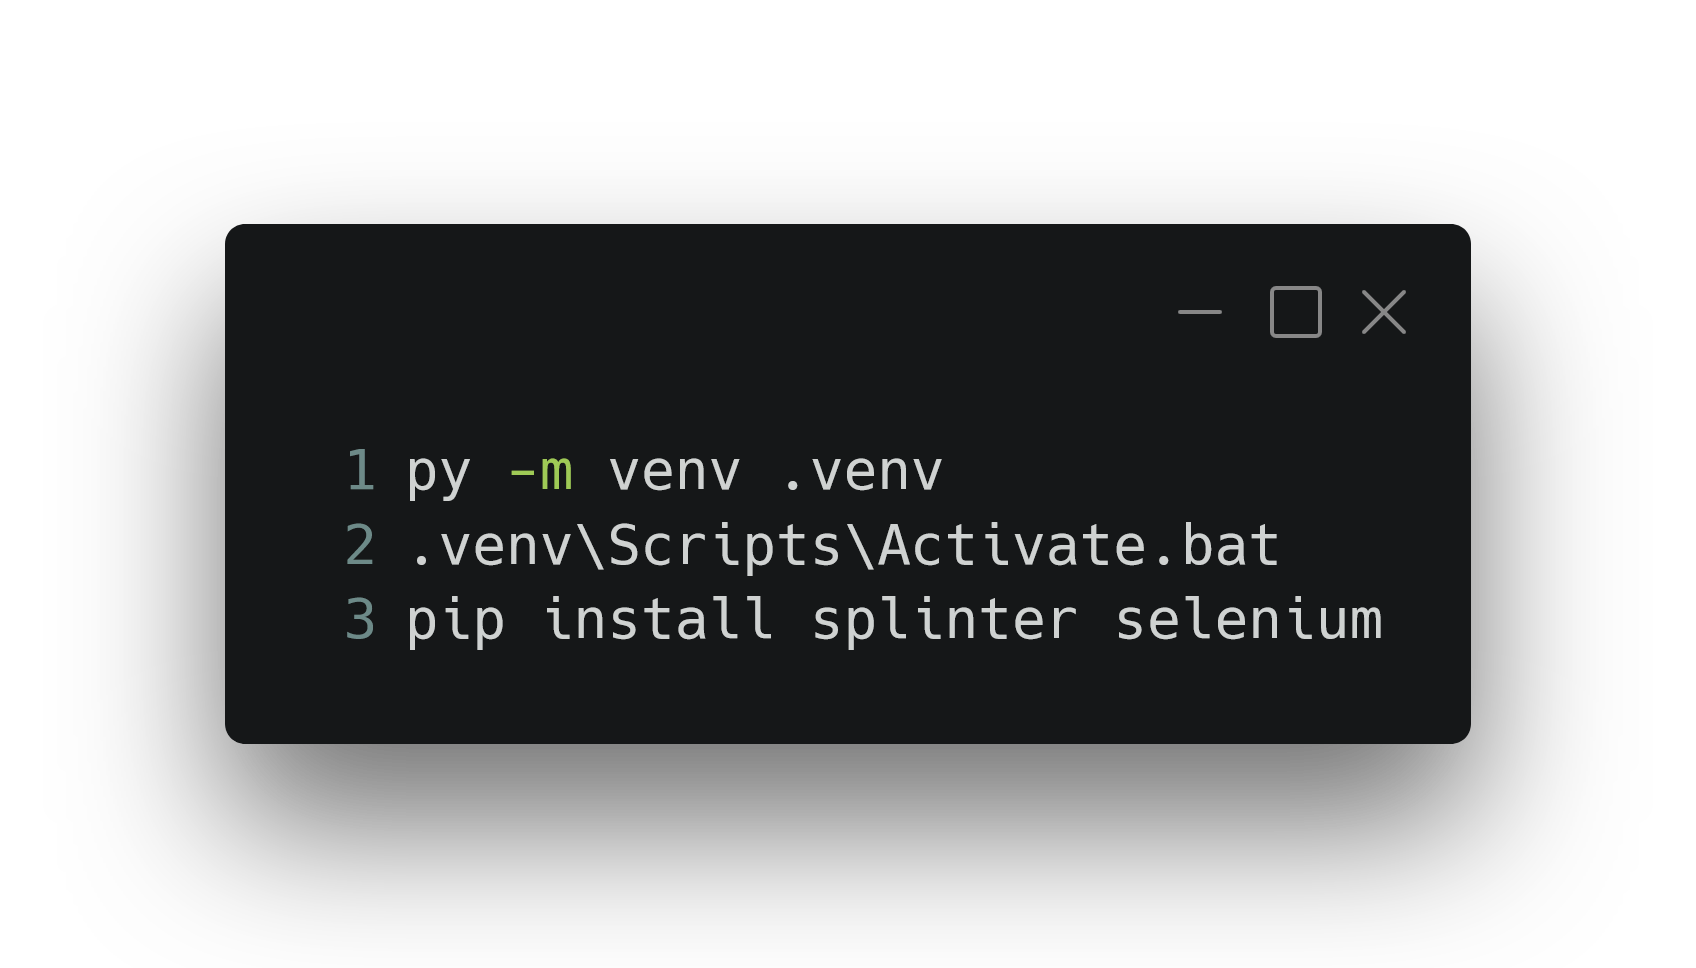 1 py -m venv .venv
2 .venv\Scripts\Activate.bat
3 pip install splinter selenium